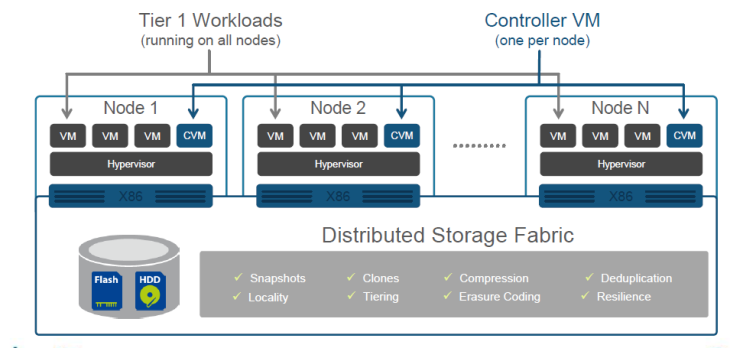 Tier 1 Workloads
(running on all nodes)
Controller VM
(one per node)
Node 1
VM VM VM CVM
Hypervisor
X86
Node 2
VM VM VM CVM
Hypervisor
X86
.........
Node N
VM VM VM CVM
Hypervisor
X86
Distributed Storage Fabric
Flash HDD
✓ Snapshots ✓ Clones ✓ Compression ✓ Deduplication
✓ Locality ✓ Tiering ✓ Erasure Coding ✓ Resilience